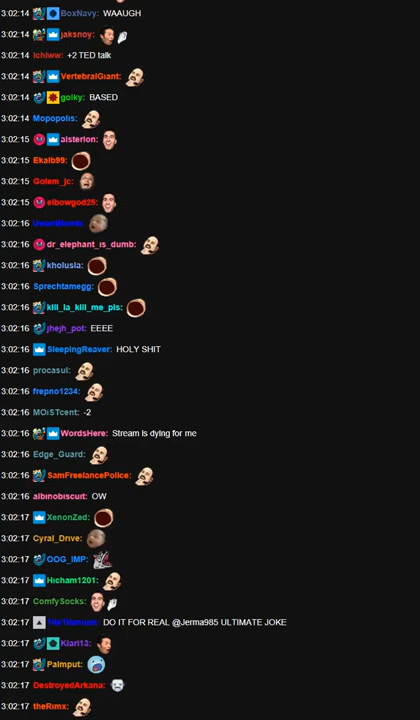 3:02:14 BoxNavy: WAAUGH
3:02:14 jaksnoy:
3:02:14 Ichiww: +2 TED talk
3:02:14 VertebralGiant:
3:02:14 golky: BASED
3:02:14 Mopopolis:
3:02:15 aisterion:
3:02:15 Ekalb99:
3:02:15 Golem_jc:
3:02:15 elbowgod25:
3:02:16
3:02:16 dr_elephant_is_dumb:
3:02:16 kholusia:
3:02:16 Sprechtamegg:
3:02:16 kill_la_kill_me_pls:
3:02:16 jhejh_pot: EEEE
3:02:16 SleepingReaver: HOLY SHIT
3:02:16 procasul:
3:02:16 frepno1234:
3:02:16 MOiSTcent: -2
3:02:16 WordsHere: Stream is dying for me
3:02:16 Edge_Guard:
3:02:16 SamFreelancePolice:
3:02:16 albinobiscuit: OW
3:02:17 XenonZed:
3:02:17 Cyral_Drive:
3:02:17 OOG_IMP:
3:02:17 Hicham1201:
3:02:17 ComfySocks:
3:02:17 DO IT FOR REAL @Jerma985 ULTIMATE JOKE
3:02:17 Klari13:
3:02:17 Palmput:
3:02:17 DestroyedArkana:
3:02:17 theRimx: